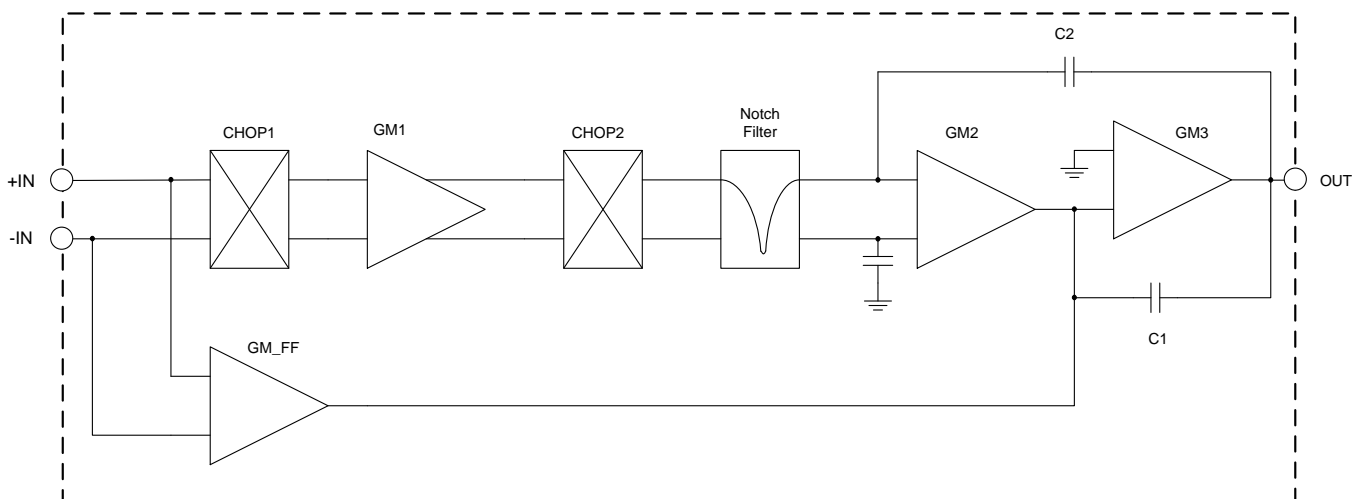 C2
CHOP1
GM1
CHOP2
Notch
Filter
GM2
GM3
+IN
-IN
OUT
C1
GM_FF